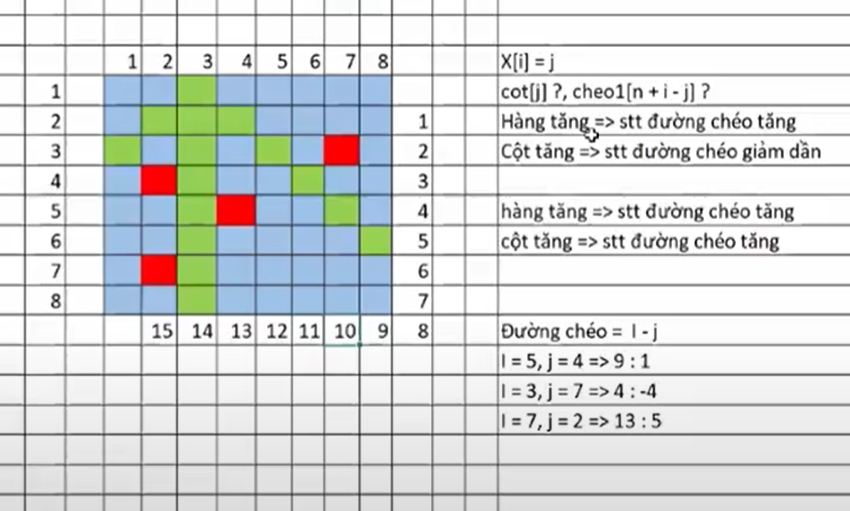 1 2 3 4 5 6 7 8 X[i] = j
1 cot[j] ?, cheo1[n + i - j] ?
2 1 Hàng tăng => stt đường chéo tăng
3 2 Cột tăng => stt đường chéo giảm dần
4 3
5 4 hàng tăng => stt đường chéo tăng
6 5 cột tăng => stt đường chéo tăng
7 6
8 7
15 14 13 12 11 10 9 8 Đường chéo = I - j
I = 5, j = 4 => 9 : 1
I = 3, j = 7 => 4 : -4
I = 7, j = 2 => 13 : 5